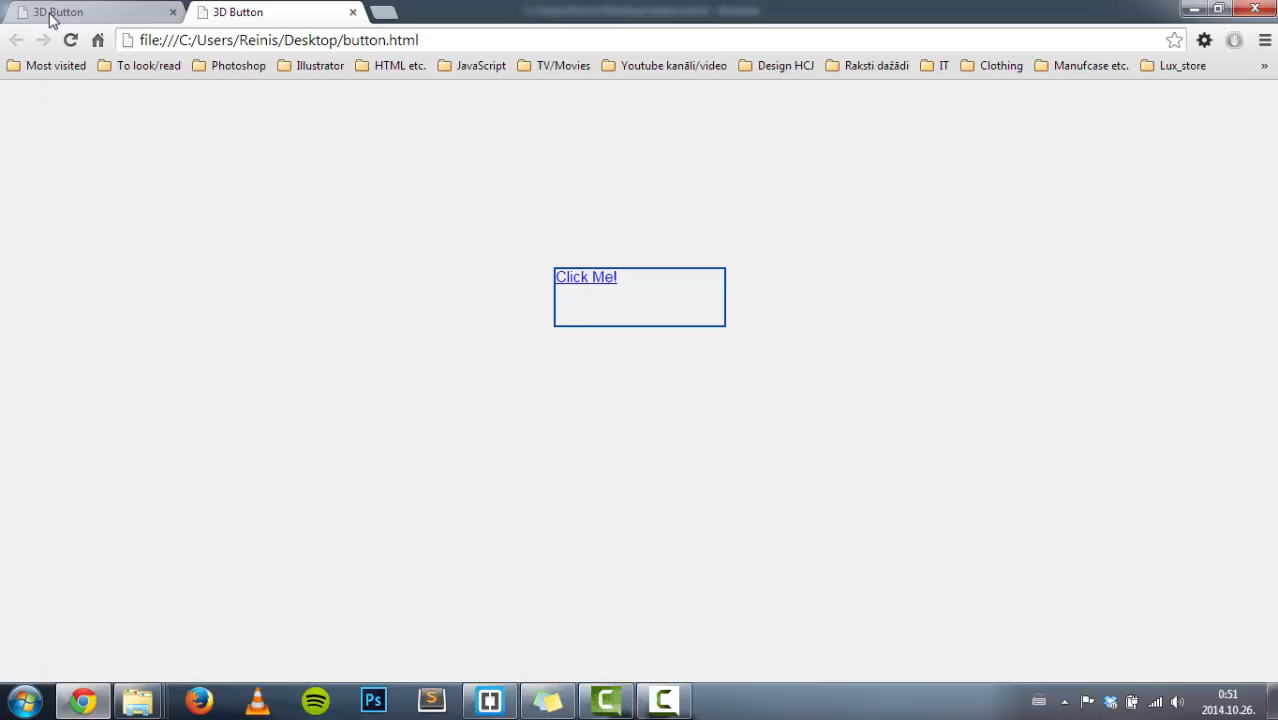 3D Button
3D Button
file:///C:/Users/Reinis/Desktop/button.html
Most visited To look/read Photoshop Illustrator HTML etc. JavaScript TV/Movies Youtube kanāli/video Design HCJ Raksti dažādi IT Clothing Manufcase etc. Lux_store »
Click Me!
Ps
S
C
C
0:51
2014.10.26.